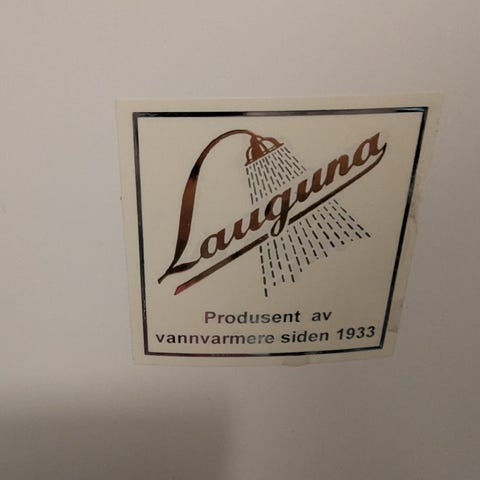 Lauguna
Produsent av
vannvarmere siden 1933